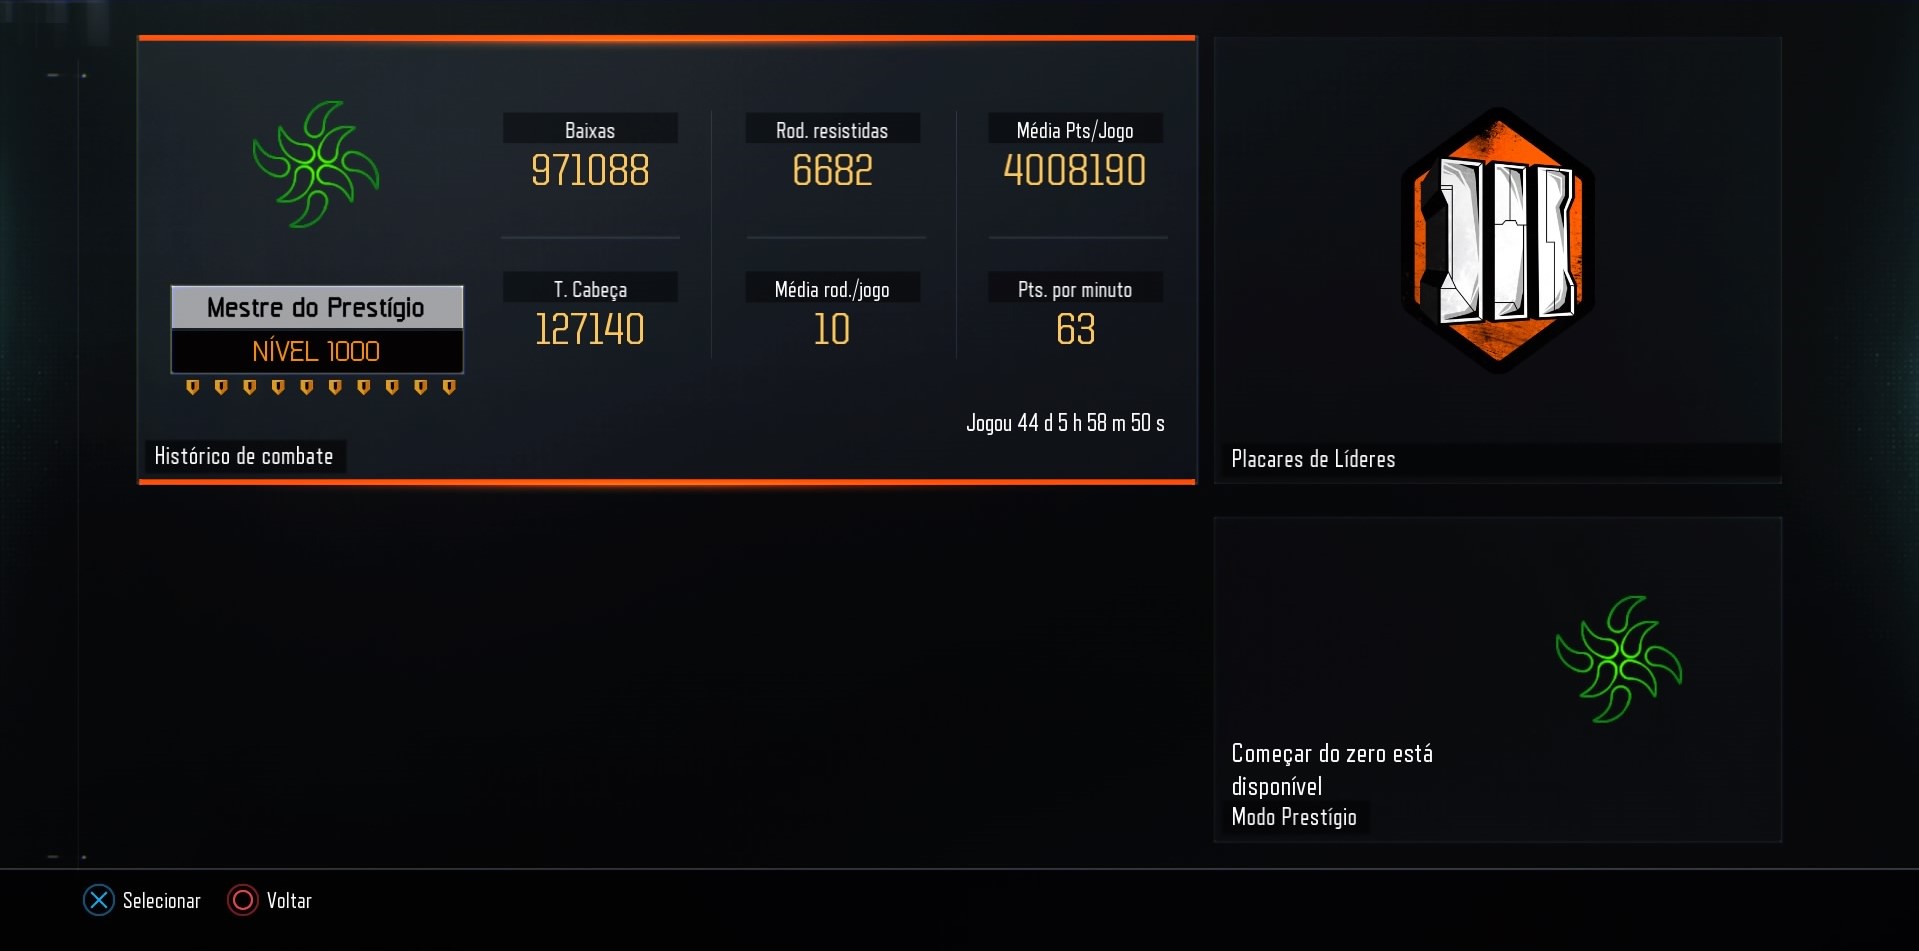 Baixas
971088
Rod. resistidas
6682
Média Pts/Jogo
4008190
T. Cabeça
127140
Média rod./jogo
10
Pts. por minuto
63
Mestre do Prestígio
NÍVEL 1000
Jogou 44 d 5 h 58 m 50 s
Histórico de combate
Placares de Líderes
Começar do zero está
disponível
Modo Prestígio
Selecionar
Voltar